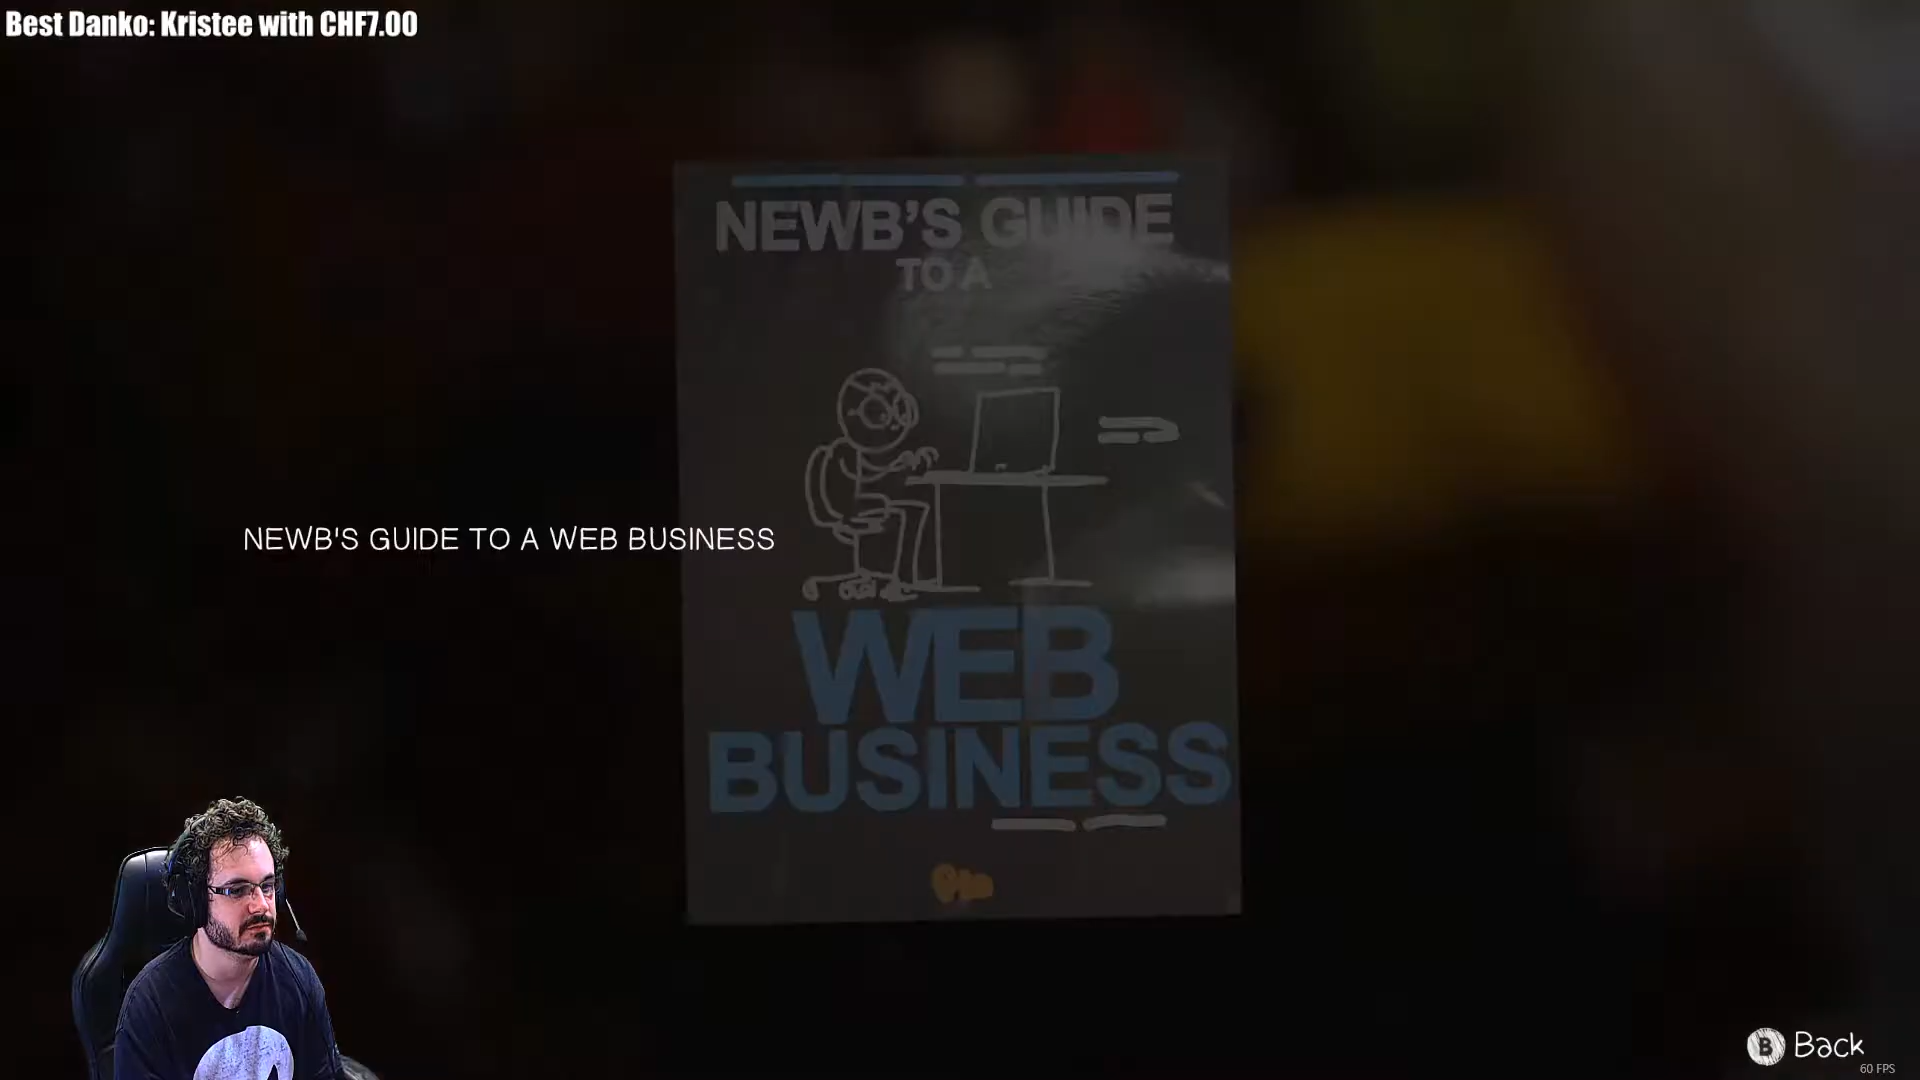 Best Danko: Kristee with CHF7.00
NEWB'S GUIDE
TO A
NEWB'S GUIDE TO A WEB BUSINESS
WEB
BUSINESS
B Back
60 FPS